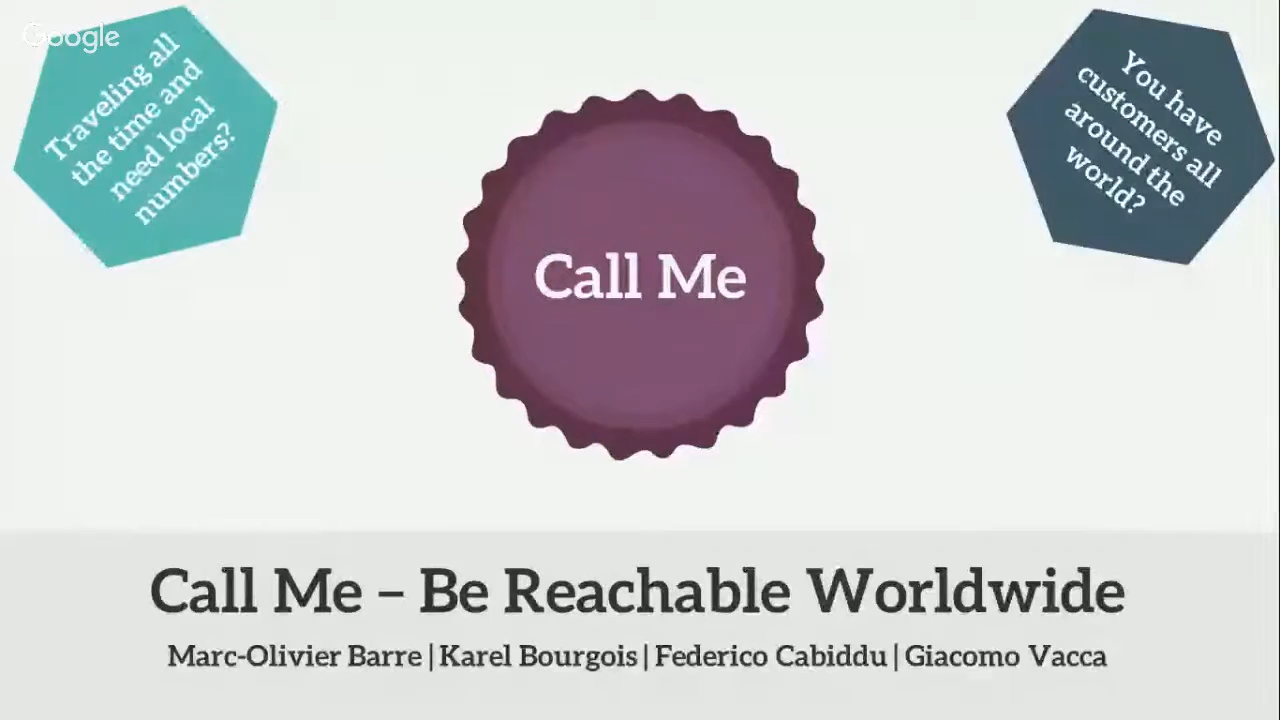 Google
Traveling all
the time and
need local
numbers?
You have
customers all
around the
world?
Call Me
Call Me – Be Reachable Worldwide
Marc-Olivier Barre | Karel Bourgois | Federico Cabiddu | Giacomo Vacca